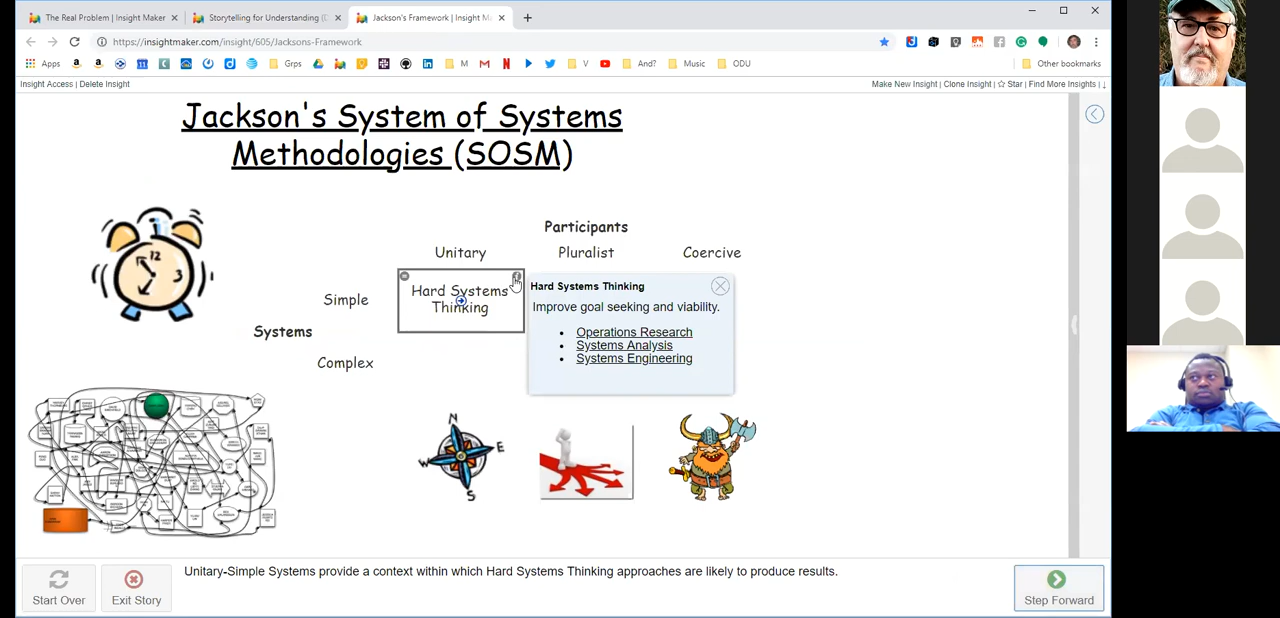 The Real Problem | Insight Maker
Storytelling for Understanding (
Jackson's Framework | Insight M
https://insightmaker.com/insight/605/Jacksons-Framework
Apps
Grps
M
V
And?
Music
ODU
Other bookmarks
Insight Access | Delete Insight
Make New Insight | Clone Insight | ☆ Star | Find More Insights | ↓
Jackson's System of Systems
Methodologies (SOSM)
Participants
Unitary
Pluralist
Coercive
12
3
Simple
Hard Systems
Thinking
Hard Systems Thinking
Improve goal seeking and viability.
• Operations Research
• Systems Analysis
• Systems Engineering
Systems
Complex
N
W
E
S
Unitary-Simple Systems provide a context within which Hard Systems Thinking approaches are likely to produce results.
Start Over
Exit Story
Step Forward